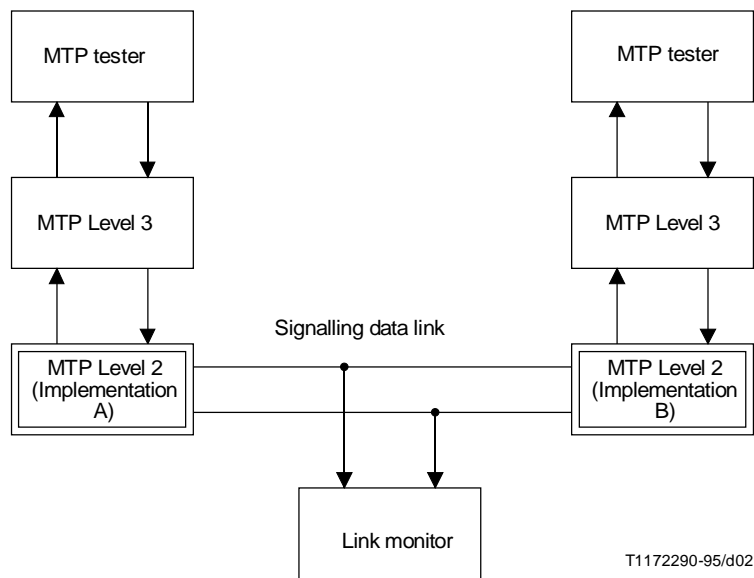 MTP tester
MTP tester
MTP Level 3
MTP Level 3
Signalling data link
MTP Level 2
(Implementation
A)
MTP Level 2
(Implementation
B)
Link monitor
T1172290-95/d02